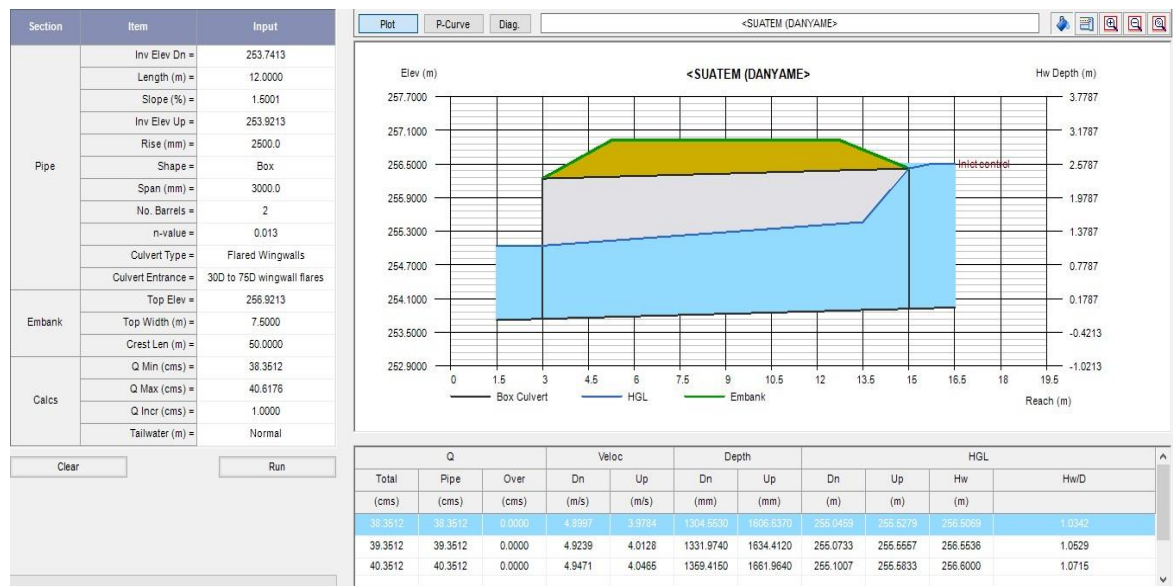 Section Item Input
Pipe
Inv Elev Dn = 253.7413
Length (m) = 12.0000
Slope (%) = 1.5001
Inv Elev Up = 253.9213
Rise (mm) = 2500.0
Shape = Box
Span (mm) = 3000.0
No. Barrels = 2
n-value = 0.013
Culvert Type = Flared Wingwalls
Culvert Entrance = 30D to 75D wingwall flares
Embank
Top Elev = 256.9213
Top Width (m) = 7.5000
Crest Len (m) = 50.0000
Calcs
Q Min (cms) = 38.3512
Q Max (cms) = 40.6176
Q Incr (cms) = 1.0000
Tailwater (m) = Normal
Clear Run
Plot P-Curve Diag. <SUATEM (DANYAME>
Elev (m) <SUATEM (DANYAME> Hw Depth (m)
257.7000 3.7787
257.1000 3.1787
256.5000 Inlet control 2.5787
255.9000 1.9787
255.3000 1.3787
254.7000 0.7787
254.1000 0.1787
253.5000 -0.4213
252.9000 -1.0213
0 1.5 3 4.5 6 7.5 9 10.5 12 13.5 15 16.5 18 19.5
Box Culvert HGL Embank Reach (m)
Q Veloc Depth HGL
Total Pipe Over Dn Up Dn Up Dn Up Hw Hw/D
(cms) (cms) (cms) (m/s) (m/s) (mm) (mm) (m) (m) (m)
38.3512 38.3512 0.0000 4.8997 3.9784 1304.5530 1606.6370 255.0459 255.5279 256.5069 1.0342
39.3512 39.3512 0.0000 4.9239 4.0128 1331.9740 1634.4120 255.0733 255.5557 256.5536 1.0529
40.3512 40.3512 0.0000 4.9471 4.0465 1359.4150 1661.9640 255.1007 255.5833 256.6000 1.0715